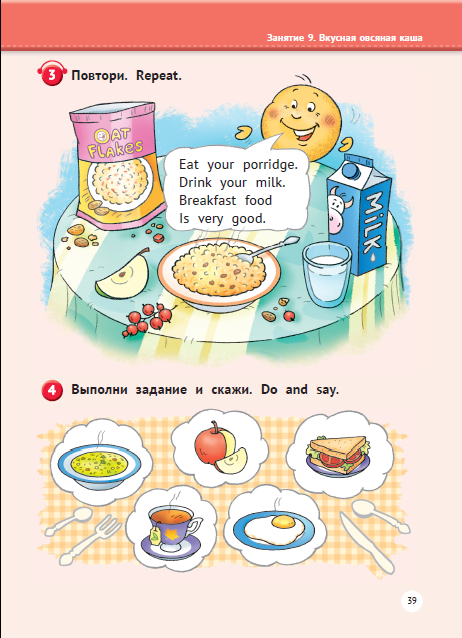 Занятие 9. Вкусная овсяная каша
3 Повтори. Repeat.
OAT
FLAKES
Eat your porridge.
Drink your milk.
Breakfast food
Is very good.
MILK
4 Выполни задание и скажи. Do and say.
39